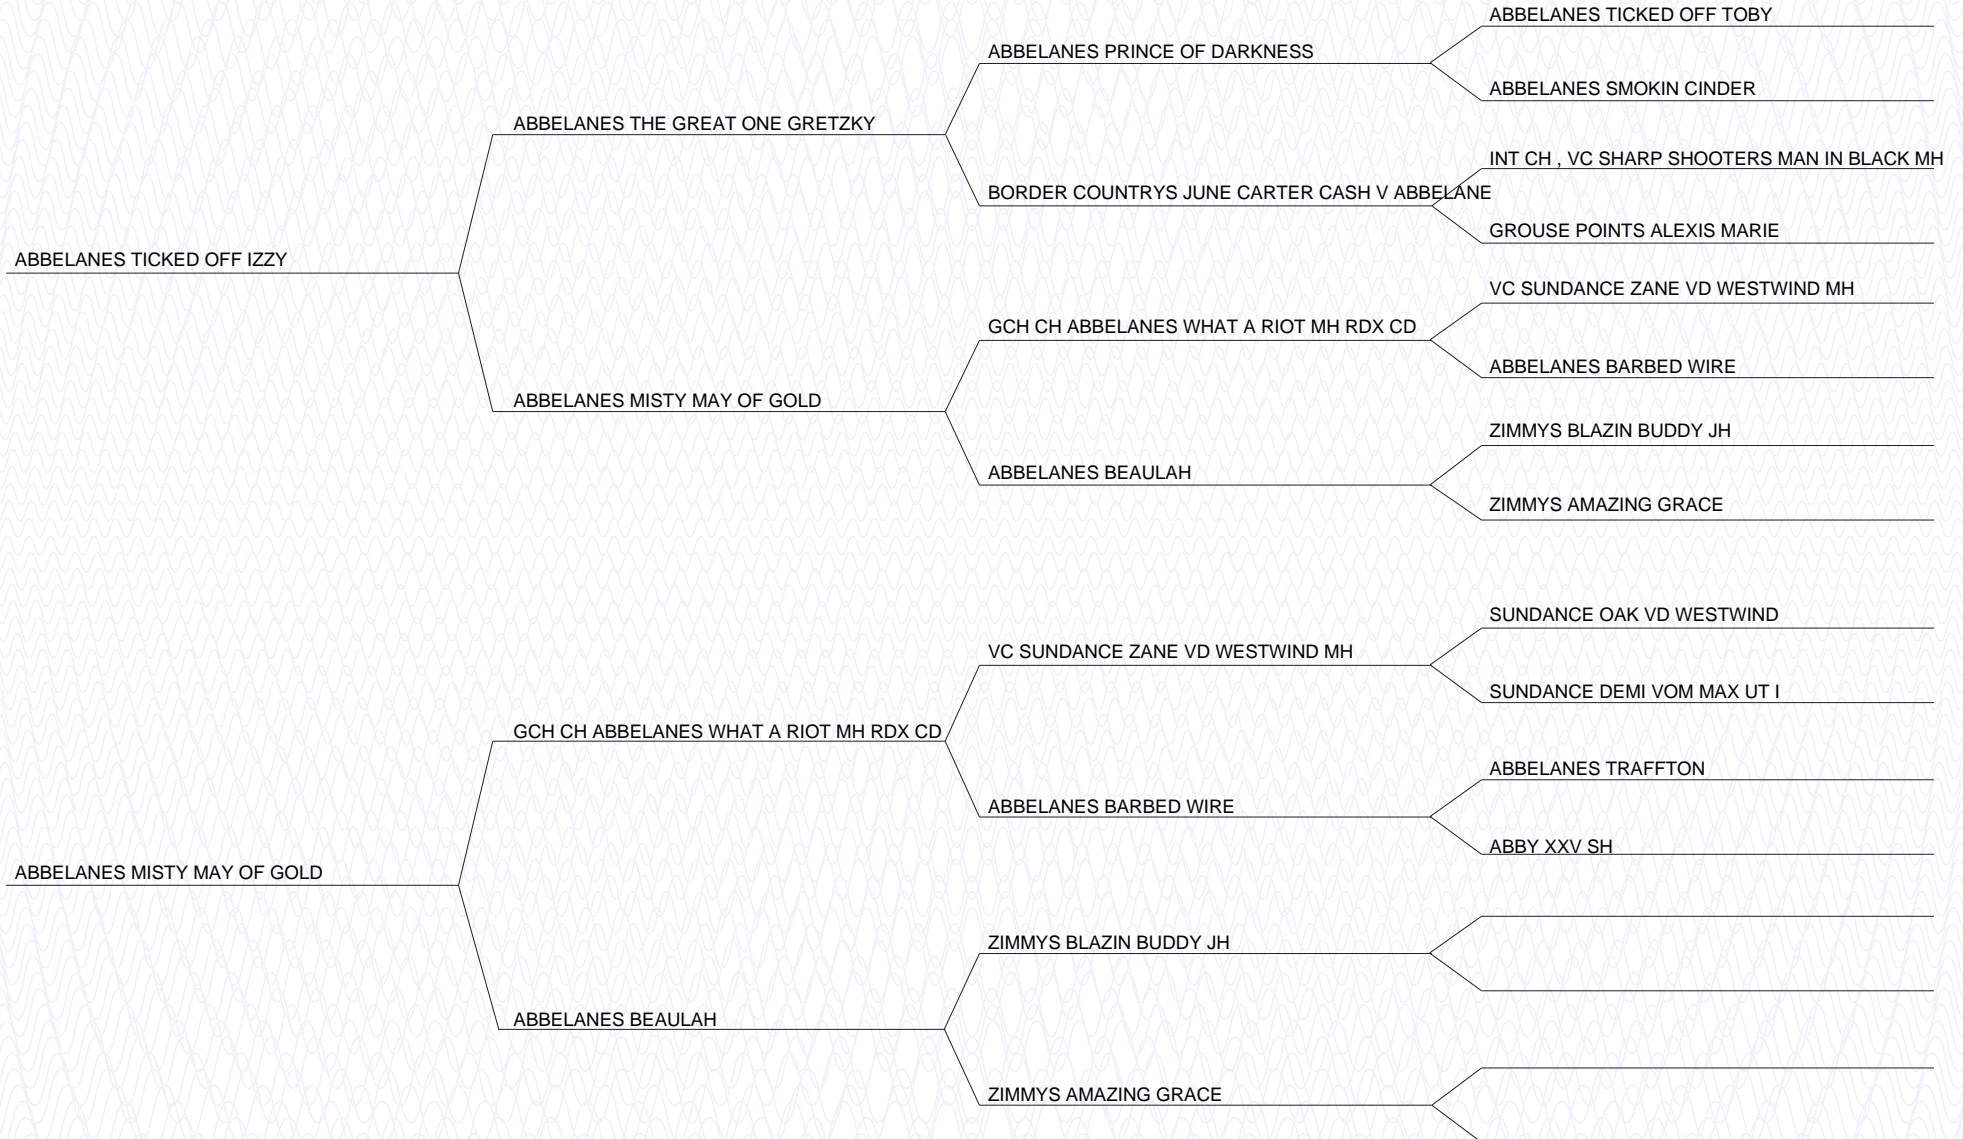 ABBELANES TICKED OFF TOBY
ABBELANES PRINCE OF DARKNESS
ABBELANES SMOKIN CINDER
ABBELANES THE GREAT ONE GRETZKY
INT CH , VC SHARP SHOOTERS MAN IN BLACK MH
BORDER COUNTRYS JUNE CARTER CASH V ABBELANE
GROUSE POINTS ALEXIS MARIE
ABBELANES TICKED OFF IZZY
VC SUNDANCE ZANE VD WESTWIND MH
GCH CH ABBELANES WHAT A RIOT MH RDX CD
ABBELANES BARBED WIRE
ABBELANES MISTY MAY OF GOLD
ZIMMYS BLAZIN BUDDY JH
ABBELANES BEAULAH
ZIMMYS AMAZING GRACE
SUNDANCE OAK VD WESTWIND
VC SUNDANCE ZANE VD WESTWIND MH
SUNDANCE DEMI VOM MAX UT I
GCH CH ABBELANES WHAT A RIOT MH RDX CD
ABBELANES TRAFFTON
ABBELANES BARBED WIRE
ABBY XXV SH
ABBELANES MISTY MAY OF GOLD
ZIMMYS BLAZIN BUDDY JH
ABBELANES BEAULAH
ZIMMYS AMAZING GRACE